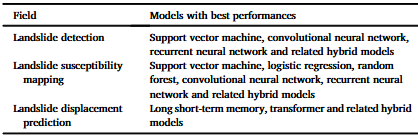 Field Models with best performances
Landslide detection Support vector machine, convolutional neural network,
recurrent neural network and related hybrid models
Landslide susceptibility Support vector machine, logistic regression, random
mapping forest, convolutional neural network, recurrent neural
network and related hybrid models
Landslide displacement Long short-term memory, transformer and related hybrid
prediction models